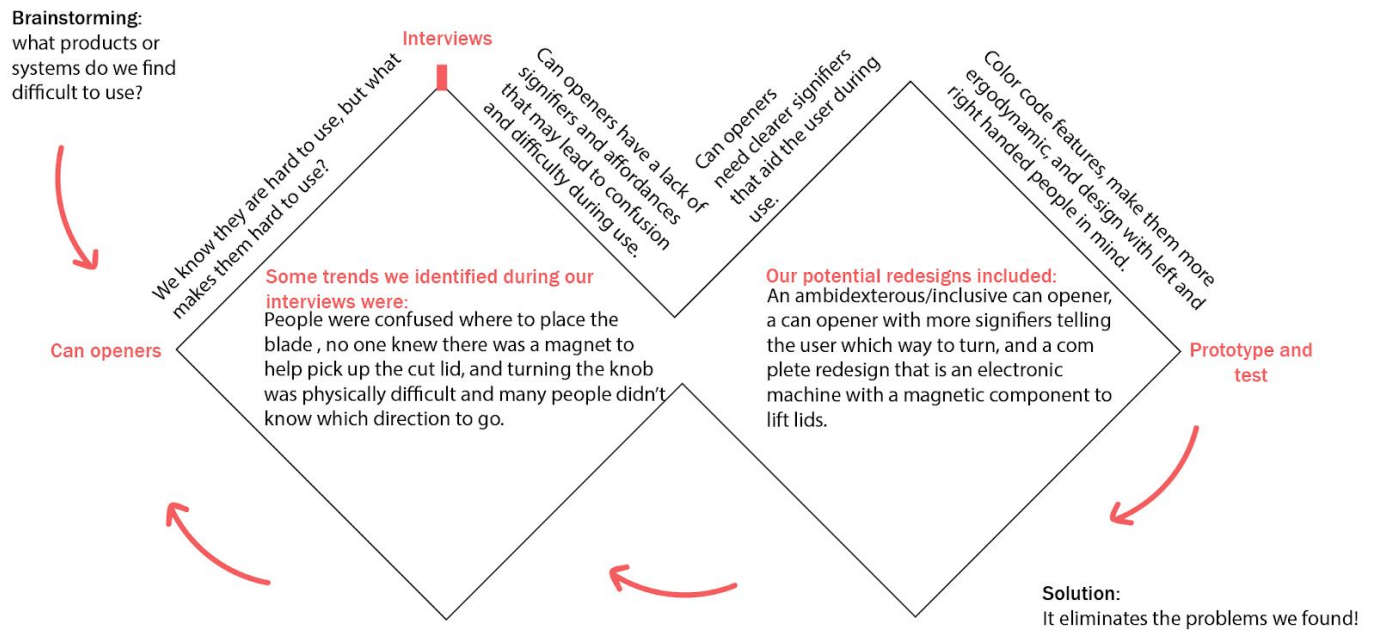 Brainstorming:
what products or
systems do we find
difficult to use?
Interviews
We know they are hard to use, but what
makes them hard to use?
Can openers have a lack of
signifiers and affordances
that may lead to confusion
and difficulty during use.
Can openers
need clearer signifiers
that aid the user during
use.
Color code features, make them more
ergodynamic, and design with left and
right handed people in mind.
Can openers
Some trends we identified during our
interviews were:
People were confused where to place the
blade , no one knew there was a magnet to
help pick up the cut lid, and turning the knob
was physically difficult and many people didn't
know which direction to go.
Our potential redesigns included:
An ambidexterous/inclusive can opener,
a can opener with more signifiers telling
the user which way to turn, and a com
plete redesign that is an electronic
machine with a magnetic component to
lift lids.
Prototype and
test
Solution:
It eliminates the problems we found!